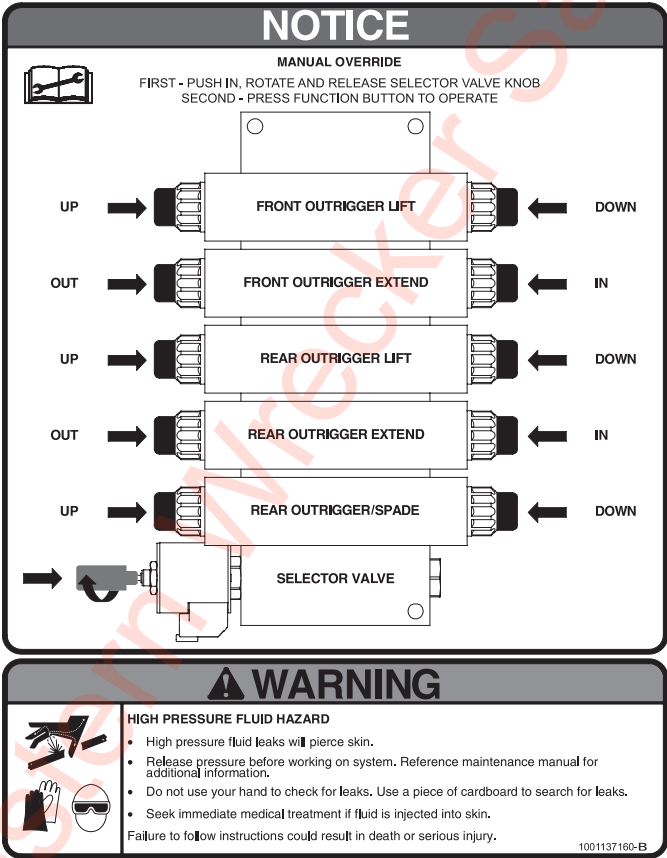 NOTICE
MANUAL OVERRIDE
FIRST - PUSH IN, ROTATE AND RELEASE SELECTOR VALVE KNOB
SECOND - PRESS FUNCTION BUTTON TO OPERATE
UP FRONT OUTRIGGER LIFT DOWN
OUT FRONT OUTRIGGER EXTEND IN
UP REAR OUTRIGGER LIFT DOWN
OUT REAR OUTRIGGER EXTEND IN
UP REAR OUTRIGGER/SPADE DOWN
SELECTOR VALVE
WARNING
HIGH PRESSURE FLUID HAZARD
• High pressure fluid leaks will pierce skin.
• Release pressure before working on system. Reference maintenance manual for
additional information.
• Do not use your hand to check for leaks. Use a piece of cardboard to search for leaks.
• Seek immediate medical treatment if fluid is injected into skin.
Failure to follow instructions could result in death or serious injury.
1001137160-B
stern Wrecker Sa